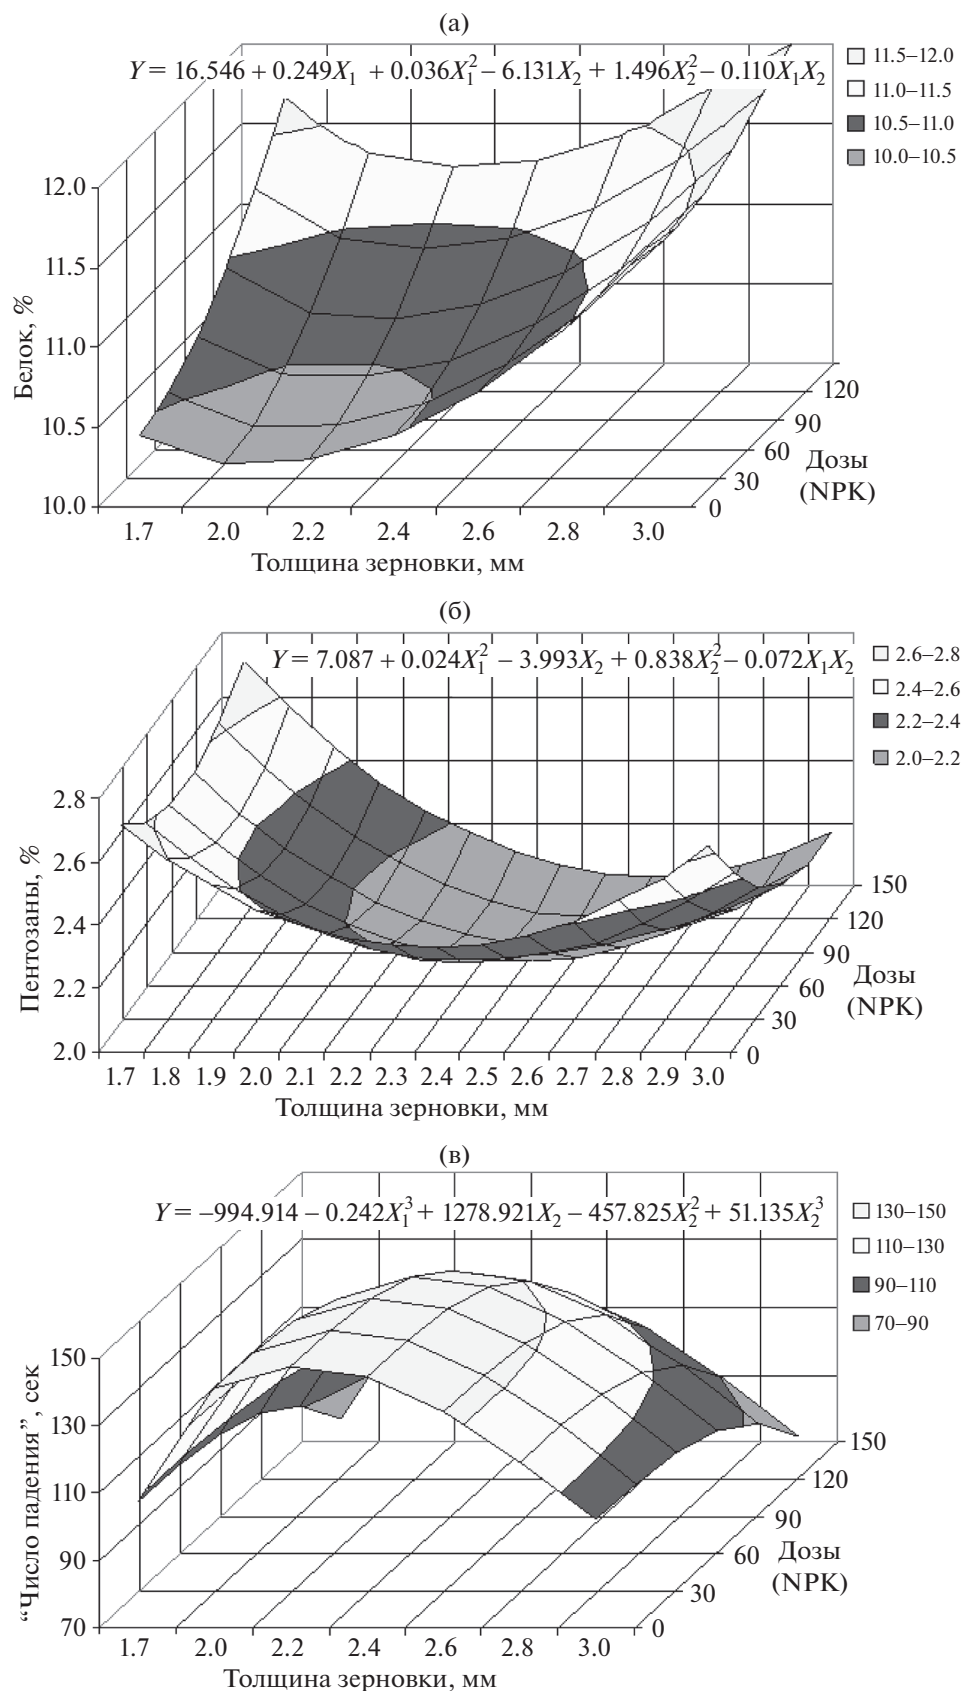 (а)
Y = 16.546 + 0.249X₁ + 0.036X₁² – 6.131X₂ + 1.496X₂² – 0.110X₁X₂
11.5–12.0
11.0–11.5
10.5–11.0
10.0–10.5
12.0
11.5
11.0
10.5
10.0
Белок, %
1.7 2.0 2.2 2.4 2.6 2.8 3.0
Толщина зерновки, мм
0
30
60
90
120
Дозы
(NPK)
(б)
Y = 7.087 + 0.024X₁² – 3.993X₂ + 0.838X₂² – 0.072X₁X₂
2.6–2.8
2.4–2.6
2.2–2.4
2.0–2.2
2.8
2.6
2.4
2.2
2.0
Пентозаны, %
1.7 1.8 1.9 2.0 2.1 2.2 2.3 2.4 2.5 2.6 2.7 2.8 2.9 3.0
Толщина зерновки, мм
0
30
60
90
120
150
Дозы
(NPK)
(в)
Y = –994.914 – 0.242X₁³ + 1278.921X₂ – 457.825X₂² + 51.135X₂³
130–150
110–130
90–110
70–90
150
130
110
90
70
“Число падения”, сек
1.7 2.0 2.2 2.4 2.6 2.8 3.0
Толщина зерновки, мм
0
30
60
90
120
150
Дозы
(NPK)